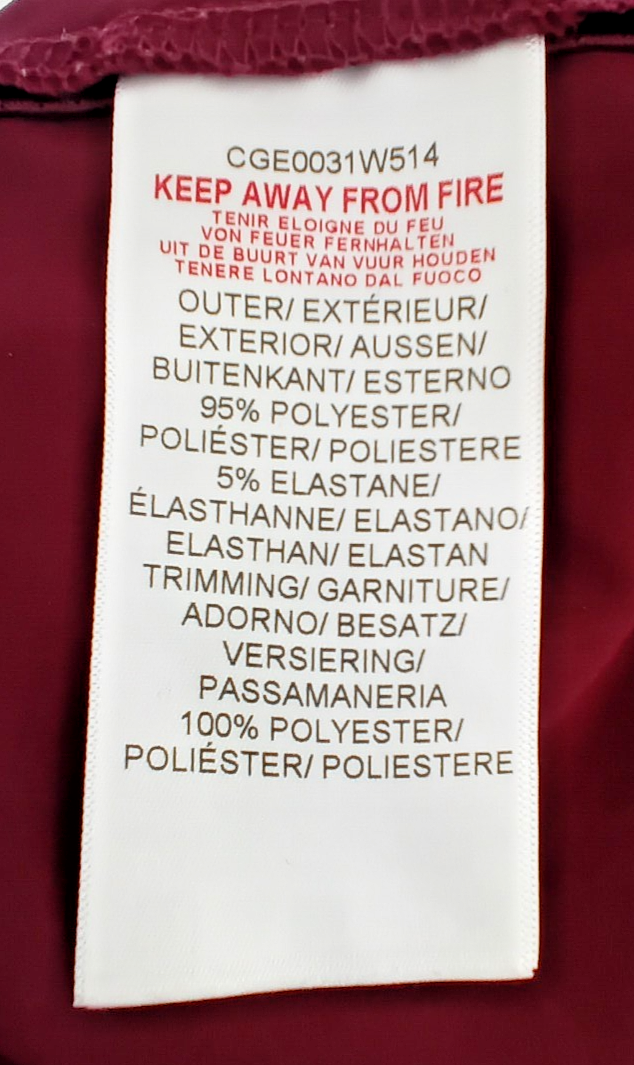 CGE0031W514
KEEP AWAY FROM FIRE
TENIR ELOIGNE DU FEU
VON FEUER FERNHALTEN
UIT DE BUURT VAN VUUR HOUDEN
TENERE LONTANO DAL FUOCO
OUTER/ EXTÉRIEUR/
EXTERIOR/ AUSSEN/
BUITENKANT/ ESTERNO
95% POLYESTER/
POLIÉSTER/ POLIESTERE
5% ELASTANE/
ÉLASTHANNE/ ELASTANO/
ELASTHAN/ ELASTAN
TRIMMING/ GARNITURE/
ADORNO/ BESATZ/
VERSIERING/
PASSAMANERIA
100% POLYESTER/
POLIÉSTER/ POLIESTERE